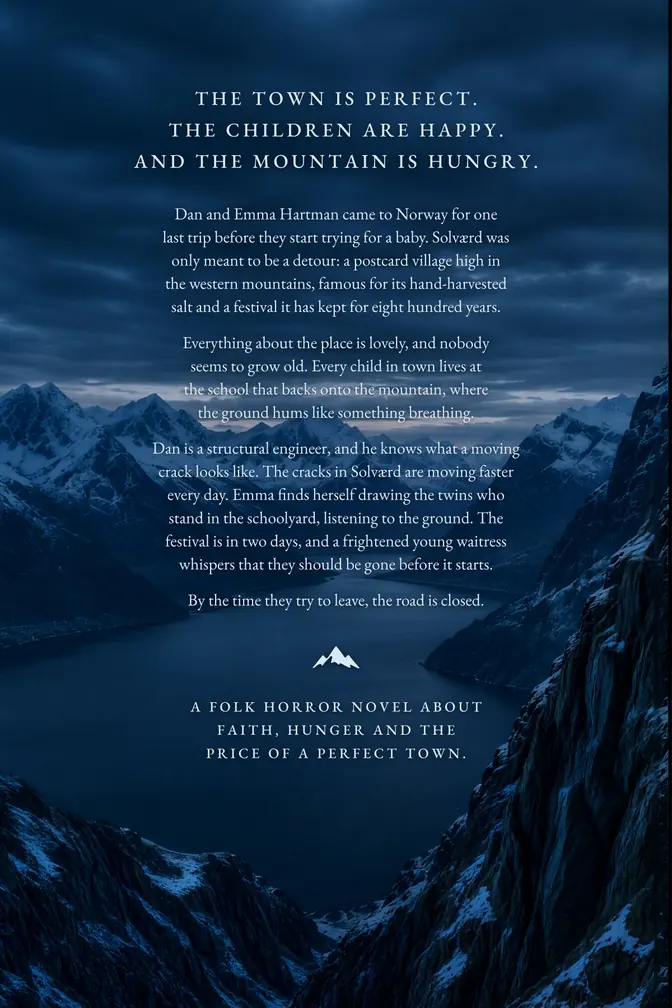 THE TOWN IS PERFECT.
THE CHILDREN ARE HAPPY.
AND THE MOUNTAIN IS HUNGRY.
Dan and Emma Hartman came to Norway for one
last trip before they start trying for a baby. Solværd was
only meant to be a detour: a postcard village high in
the western mountains, famous for its hand-harvested
salt and a festival it has kept for eight hundred years.
Everything about the place is lovely, and nobody
seems to grow old. Every child in town lives at
the school that backs onto the mountain, where
the ground hums like something breathing.
Dan is a structural engineer, and he knows what a moving
crack looks like. The cracks in Solværd are moving faster
every day. Emma finds herself drawing the twins who
stand in the schoolyard, listening to the ground. The
festival is in two days, and a frightened young waitress
whispers that they should be gone before it starts.
By the time they try to leave, the road is closed.
A FOLK HORROR NOVEL ABOUT
FAITH, HUNGER AND THE
PRICE OF A PERFECT TOWN.